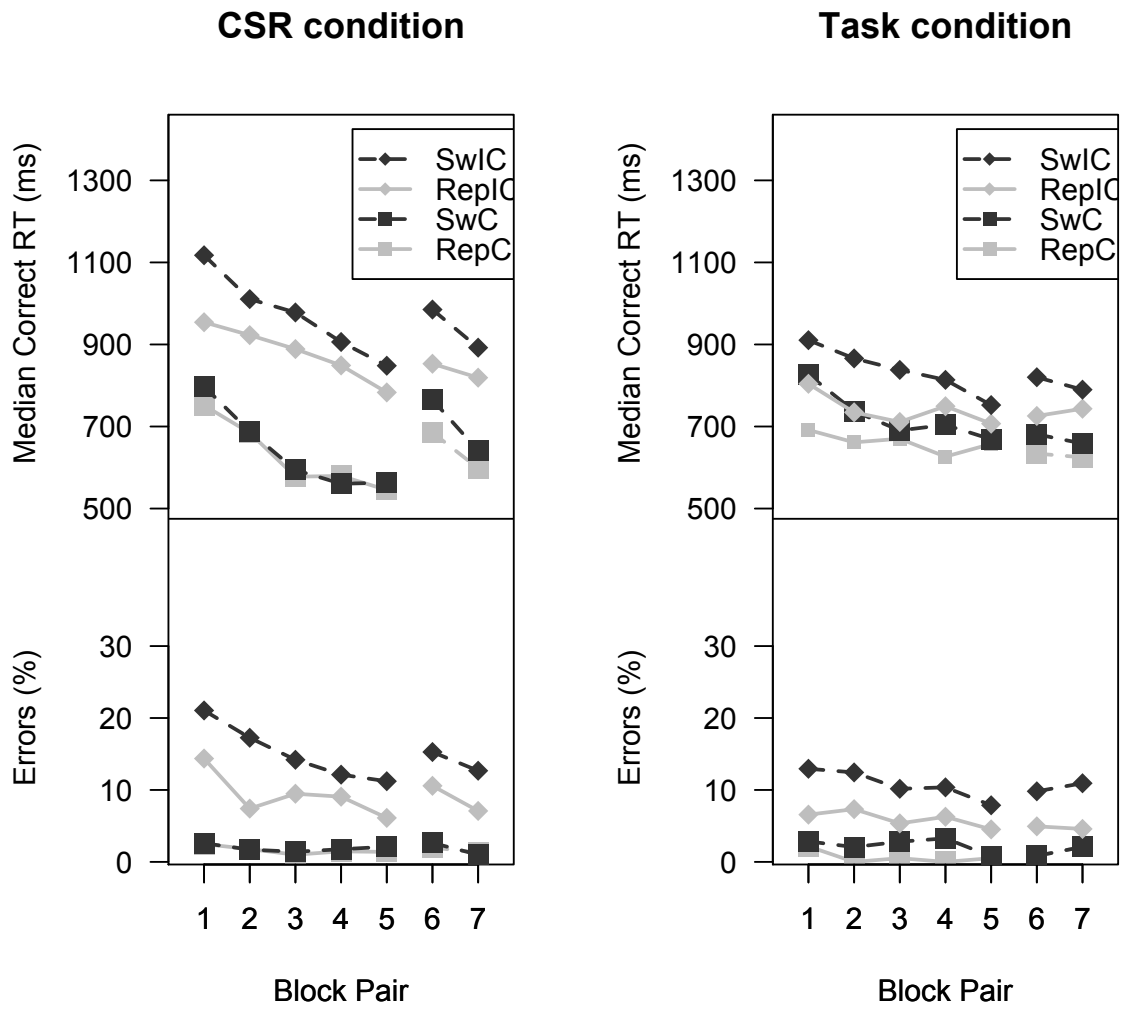 CSR condition
Median Correct RT (ms)
1300
1100
900
700
500
SwIC
RepIC
SwC
RepC
Errors (%)
30
20
10
0
1 2 3 4 5 6 7
Block Pair
Task condition
Median Correct RT (ms)
1300
1100
900
700
500
SwIC
RepIC
SwC
RepC
Errors (%)
30
20
10
0
1 2 3 4 5 6 7
Block Pair